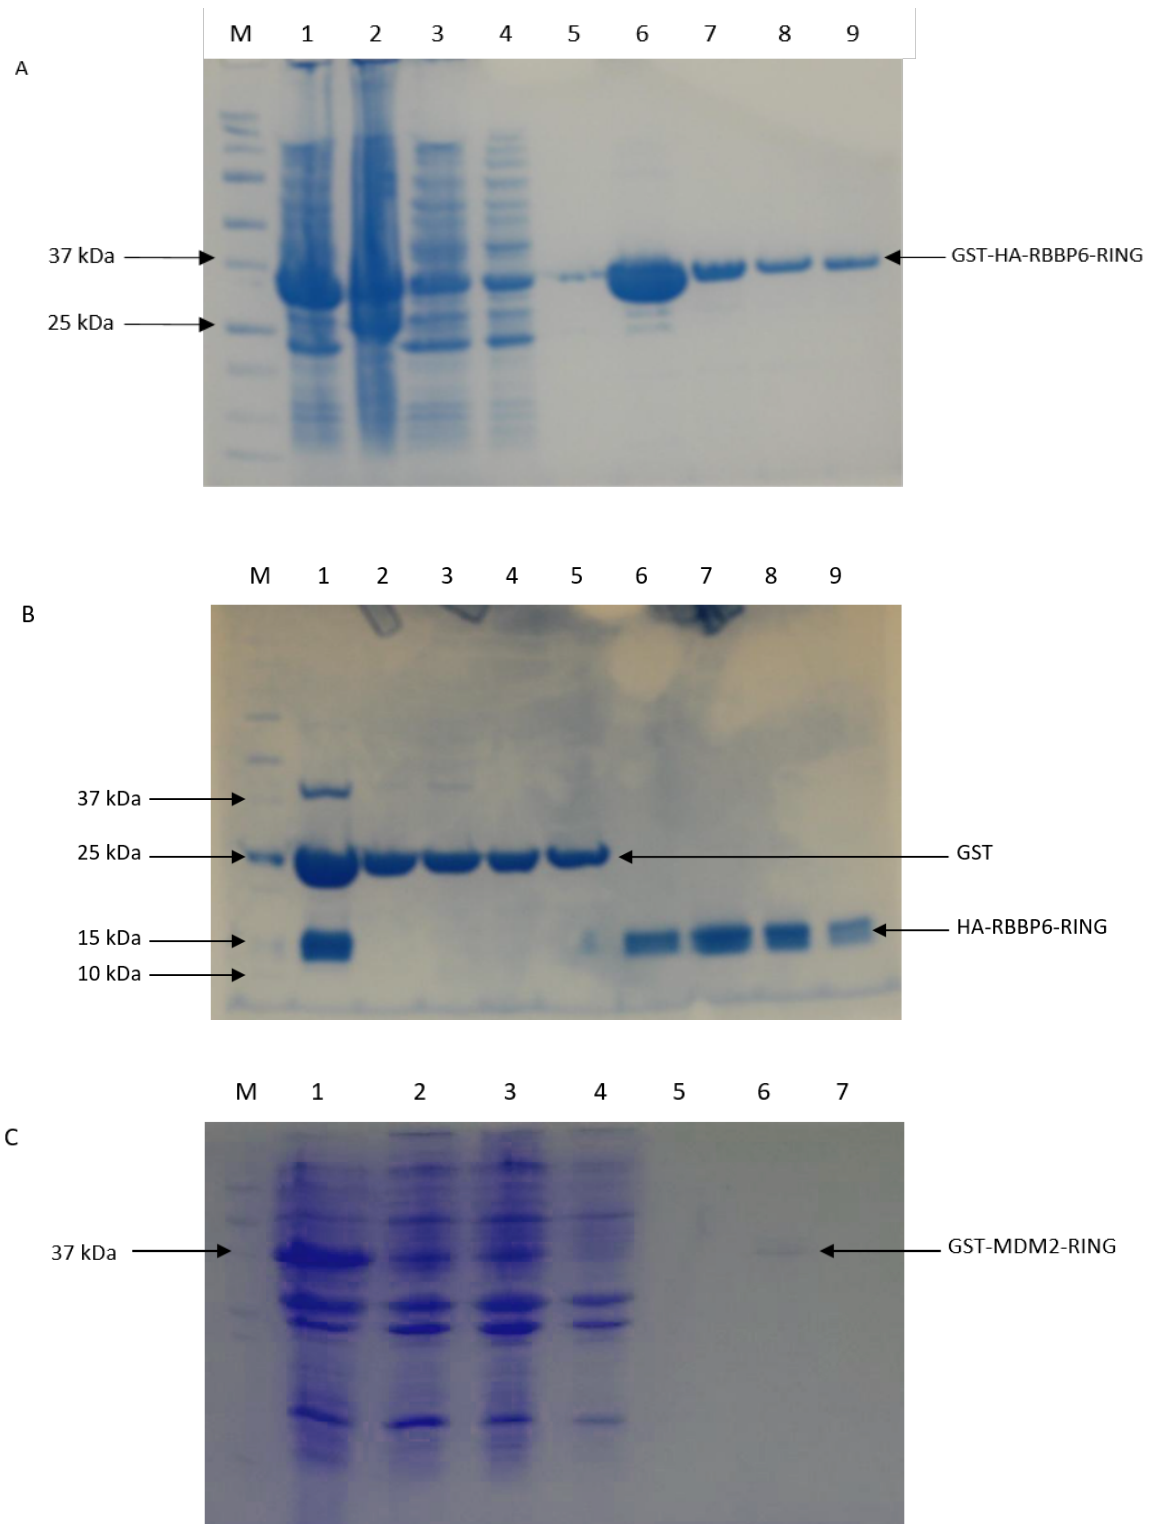 M 1 2 3 4 5 6 7 8 9
A
37 kDa
GST-HA-RBBP6-RING
25 kDa
M 1 2 3 4 5 6 7 8 9
B
37 kDa
25 kDa
GST
15 kDa
HA-RBBP6-RING
10 kDa
M 1 2 3 4 5 6 7
C
37 kDa
GST-MDM2-RING